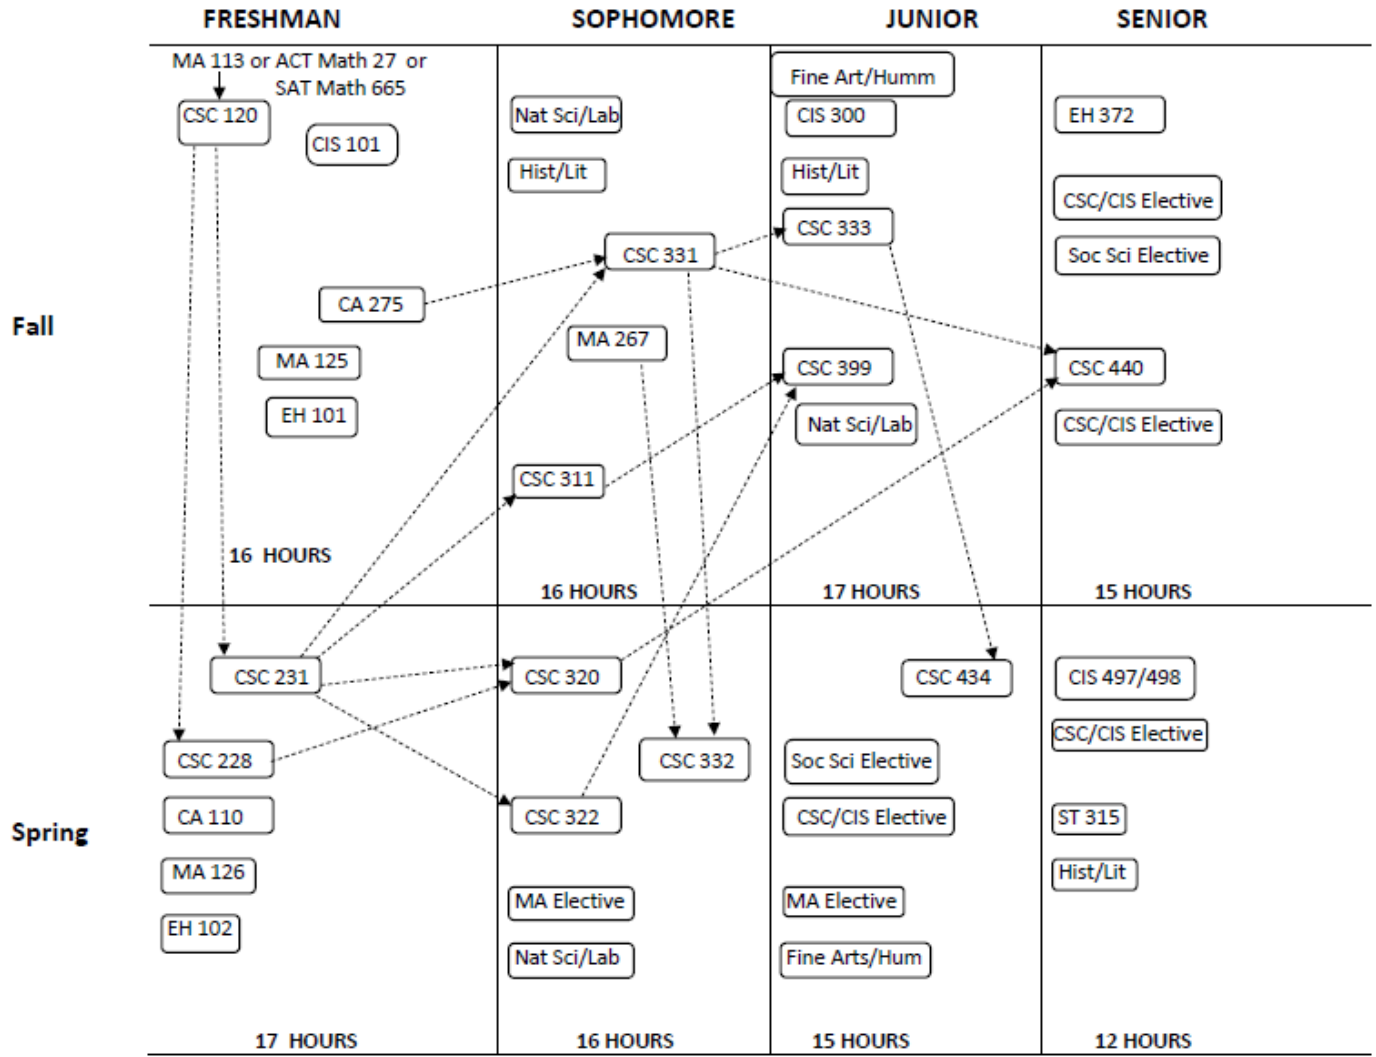 FRESHMAN
SOPHOMORE
JUNIOR
SENIOR
Fall
MA 113 or ACT Math 27 or
SAT Math 665
CSC 120
CIS 101
CA 275
MA 125
EH 101
16 HOURS
Nat Sci/Lab
Hist/Lit
CSC 331
MA 267
CSC 311
16 HOURS
Fine Art/Humm
CIS 300
Hist/Lit
CSC 333
CSC 399
Nat Sci/Lab
17 HOURS
EH 372
CSC/CIS Elective
Soc Sci Elective
CSC 440
CSC/CIS Elective
15 HOURS
Spring
CSC 231
CSC 228
CA 110
MA 126
EH 102
17 HOURS
CSC 320
CSC 332
CSC 322
MA Elective
Nat Sci/Lab
16 HOURS
CSC 434
Soc Sci Elective
CSC/CIS Elective
MA Elective
Fine Arts/Hum
15 HOURS
CIS 497/498
CSC/CIS Elective
ST 315
Hist/Lit
12 HOURS